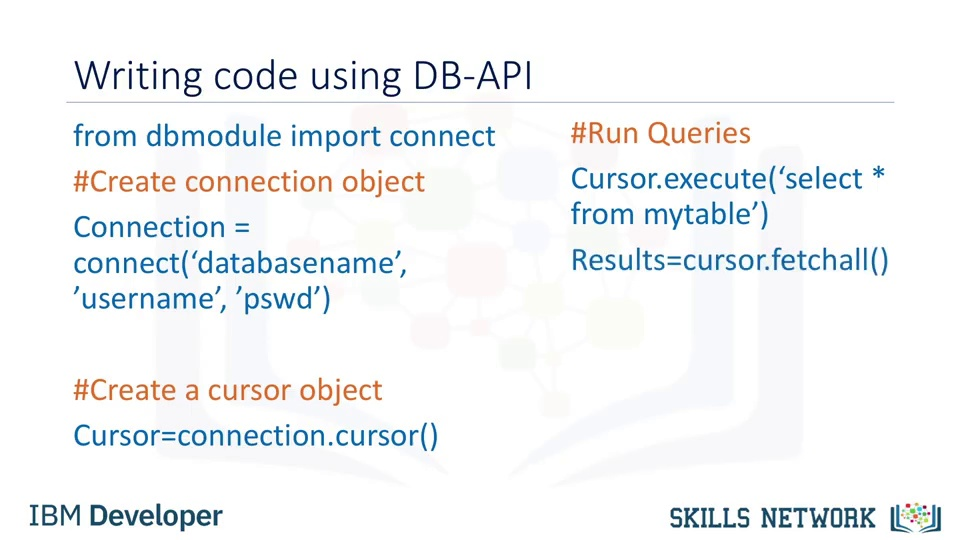 Writing code using DB-API
from dbmodule import connect
#Create connection object
Connection =
connect(‘databasename’,
’username’, ’pswd’)
#Create a cursor object
Cursor=connection.cursor()
#Run Queries
Cursor.execute(‘select *
from mytable’)
Results=cursor.fetchall()
IBM Developer
SKILLS NETWORK